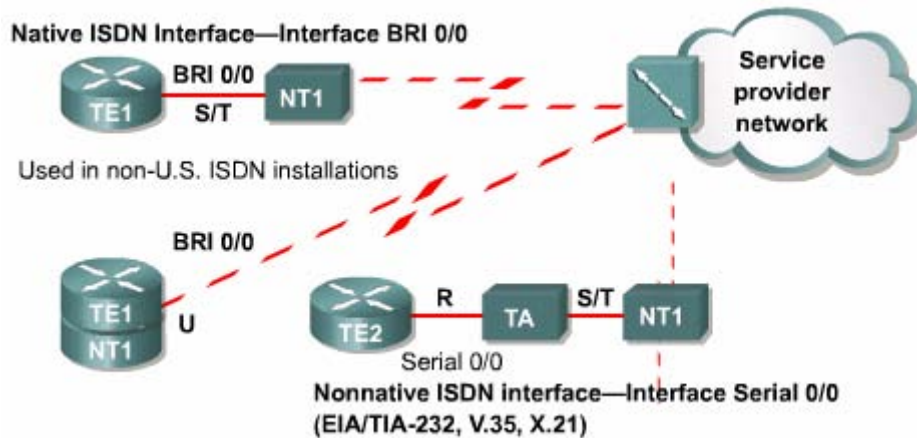 Native ISDN Interface—Interface BRI 0/0
BRI 0/0
TE1
S/T
NT1
Service
provider
network
Used in non-U.S. ISDN installations
BRI 0/0
TE1
NT1
U
TE2
R
TA
S/T
NT1
Serial 0/0
Nonnative ISDN interface—Interface Serial 0/0
(EIA/TIA-232, V.35, X.21)